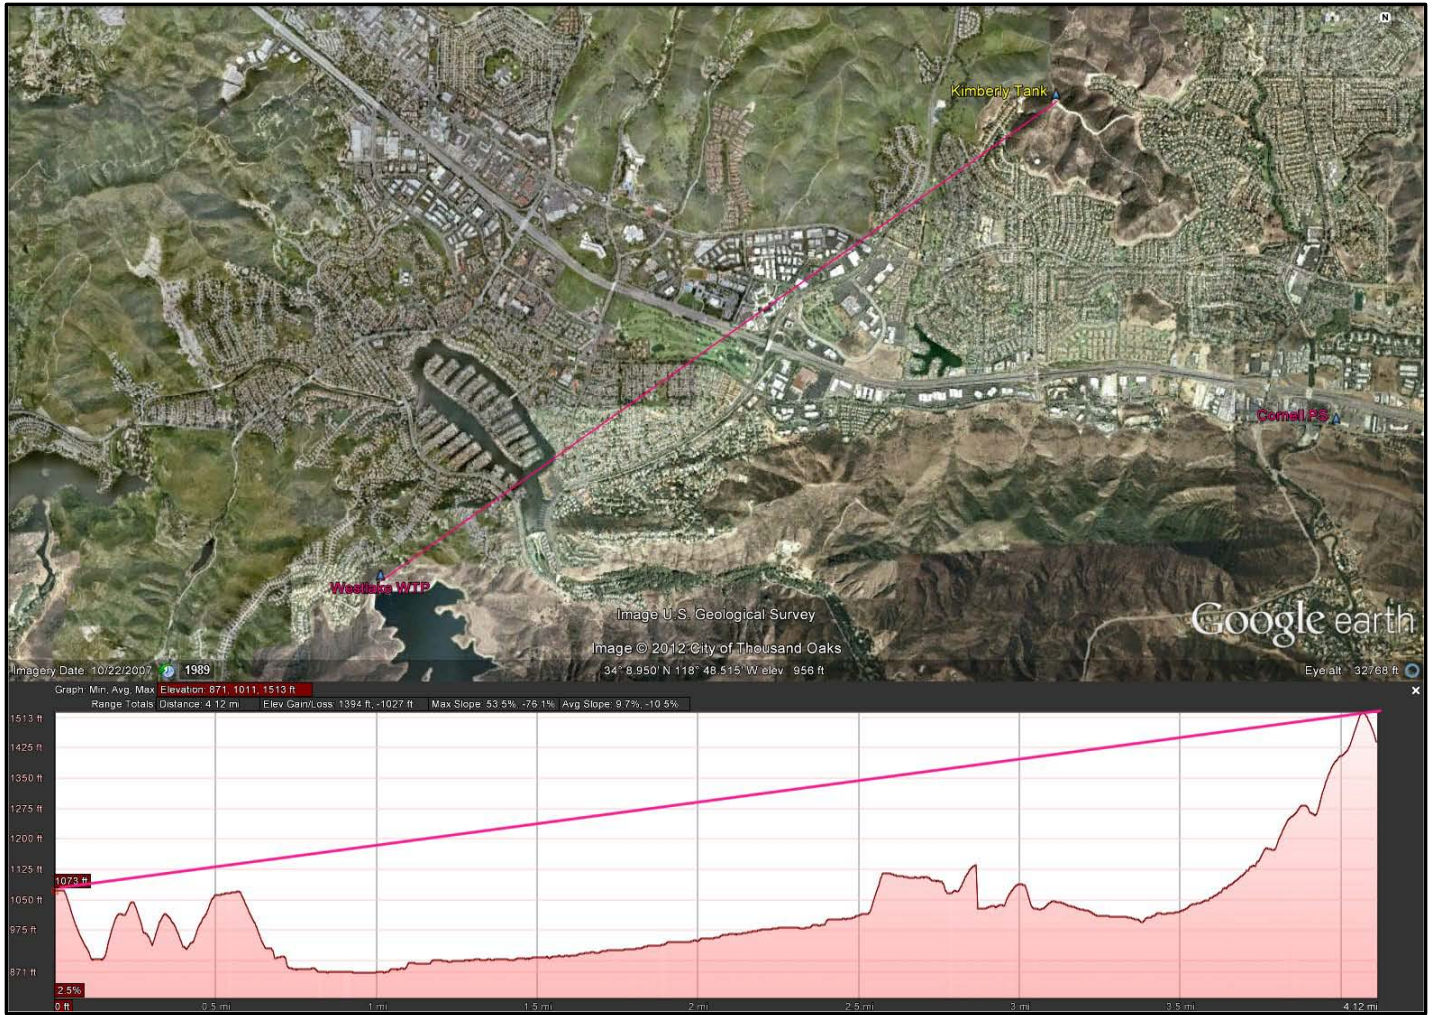 N
Kimberly Tank
Cornell PS
Westlake WTP
Image U.S. Geological Survey
Image © 2012 City of Thousand Oaks
Google earth
Imagery Date: 10/22/2007 1989 34° 8.950' N 118° 48.515' W elev 956 ft Eye alt 32768 ft
Graph: Min, Avg, Max Elevation: 871, 1011, 1513 ft
Range Totals: Distance: 4.12 mi Elev Gain/Loss: 1394 ft, -1027 ft Max Slope: 53.5%, -76.1% Avg Slope: 9.7%, -10.5%
1513 ft
1425 ft
1350 ft
1275 ft
1200 ft
1125 ft
1073 ft
1050 ft
975 ft
871 ft
2.5%
0 ft 0.5 mi 1 mi 1.5 mi 2 mi 2.5 mi 3 mi 3.5 mi 4.12 mi